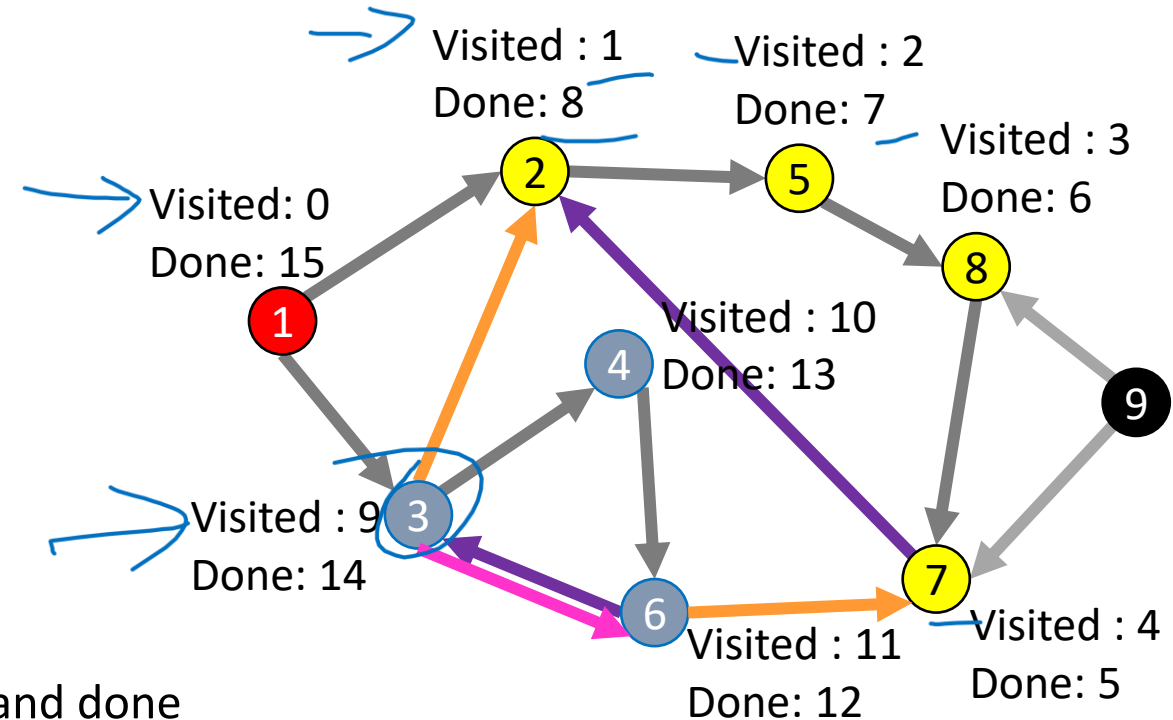 Visited : 1
Done: 8
Visited : 2
Done: 7
Visited : 3
Done: 6
2
5
Visited: 0
Done: 15
8
1
Visited : 10
Done: 13
4
9
Visited : 9
Done: 14
3
7
6
Visited : 11
Done: 12
Visited : 4
Done: 5
and done